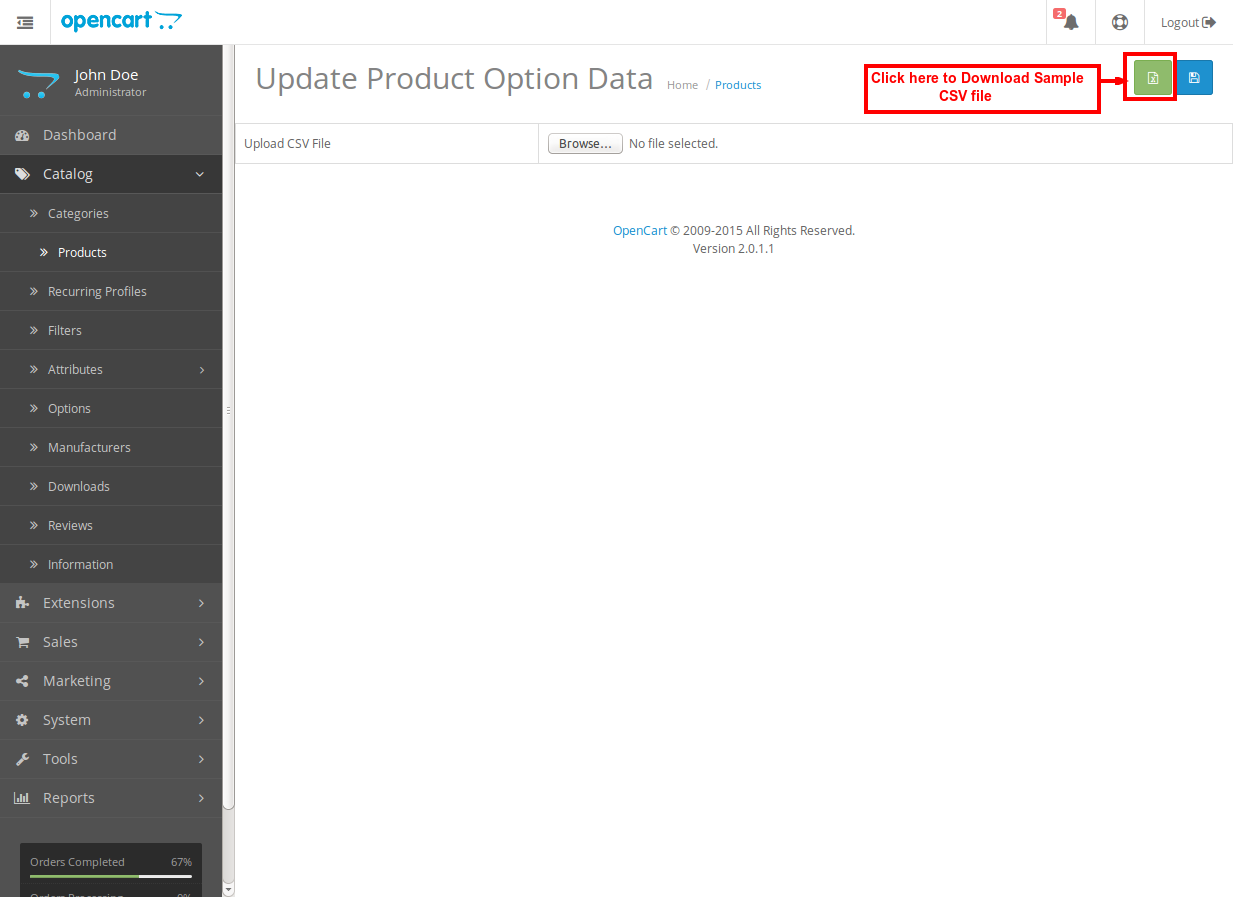 opencart
2
Logout
John Doe
Administrator
Update Product Option Data
Home / Products
Click here to Download Sample
CSV file
Dashboard
Upload CSV File
Browse...
No file selected.
Catalog
Categories
Products
Recurring Profiles
Filters
Attributes
Options
Manufacturers
Downloads
Reviews
Information
Extensions
Sales
Marketing
System
Tools
Reports
Orders Completed 67%
Orders Processing 0%
OpenCart © 2009-2015 All Rights Reserved.
Version 2.0.1.1